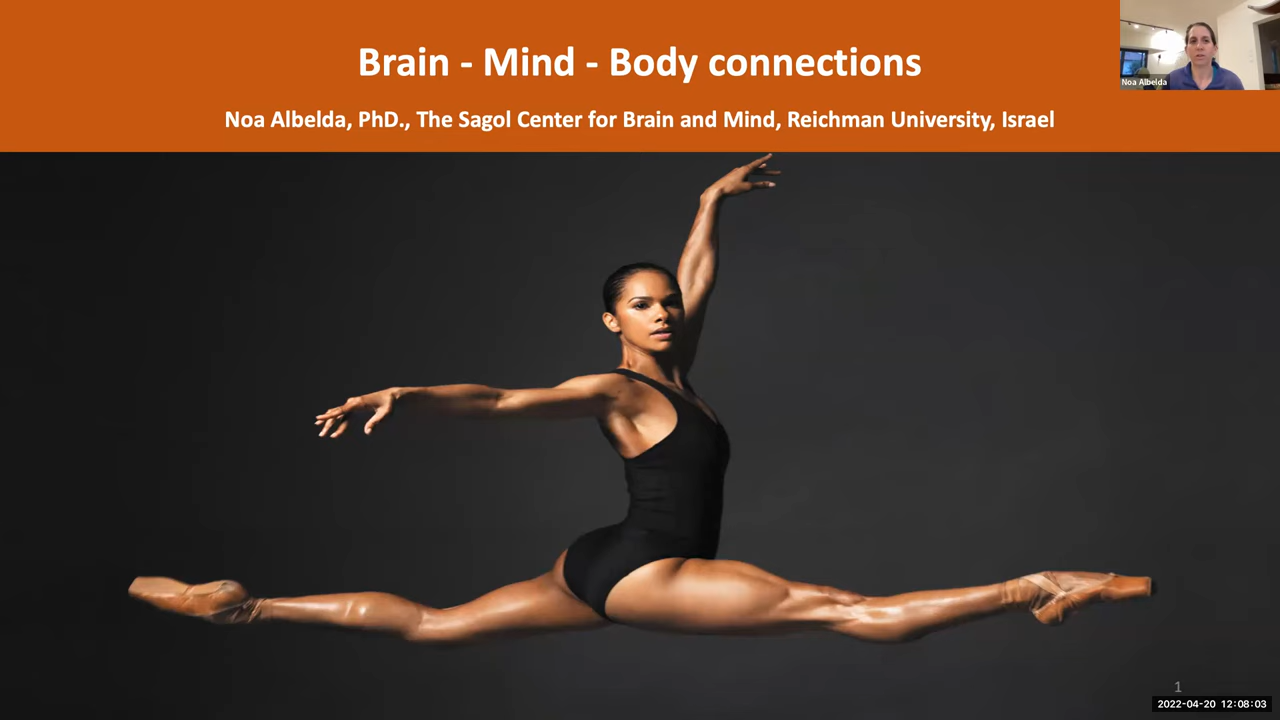 Brain - Mind - Body connections
Noa Albelda
Noa Albelda, PhD., The Sagol Center for Brain and Mind, Reichman University, Israel
1
2022-04-20 12:08:03